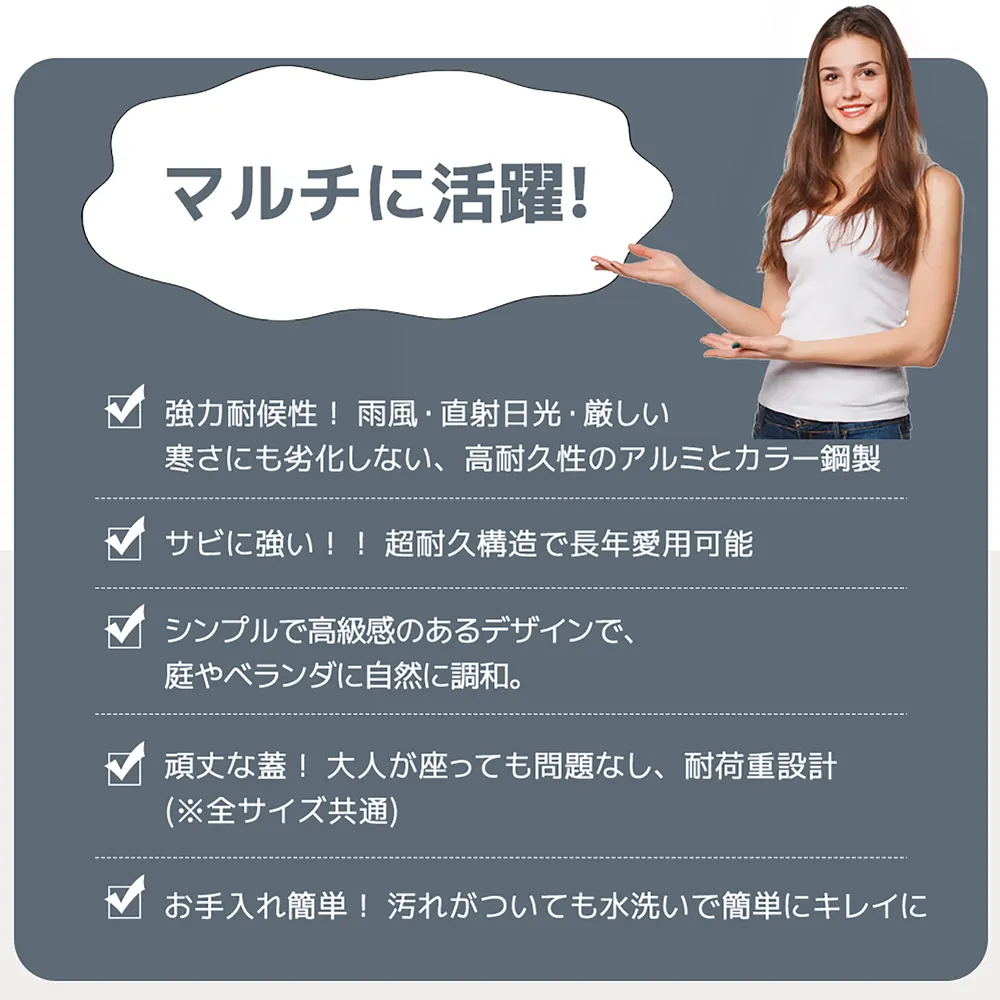 マルチに活躍!
強力耐候性！ 雨風・直射日光・厳しい
寒さにも劣化しない、高耐久性のアルミとカラー鋼製
サビに強い！！ 超耐久構造で長年愛用可能
シンプルで高級感のあるデザインで、
庭やベランダに自然に調和。
頑丈な蓋！ 大人が座っても問題なし、耐荷重設計
(※全サイズ共通)
お手入れ簡単！ 汚れがついても水洗いで簡単にキレイに